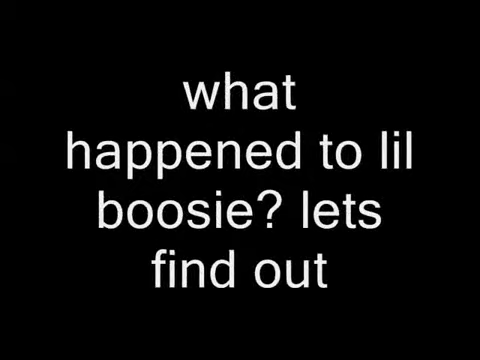 what
happened to lil
boosie? lets
find out